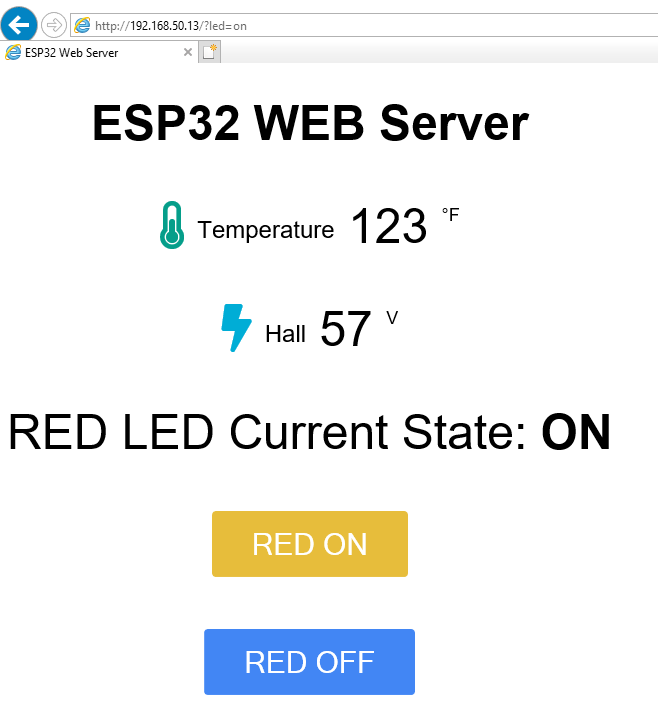 http://192.168.50.13/?led=on
ESP32 Web Server
ESP32 WEB Server
Temperature 123 °F
Hall 57 V
RED LED Current State: ON
RED ON
RED OFF